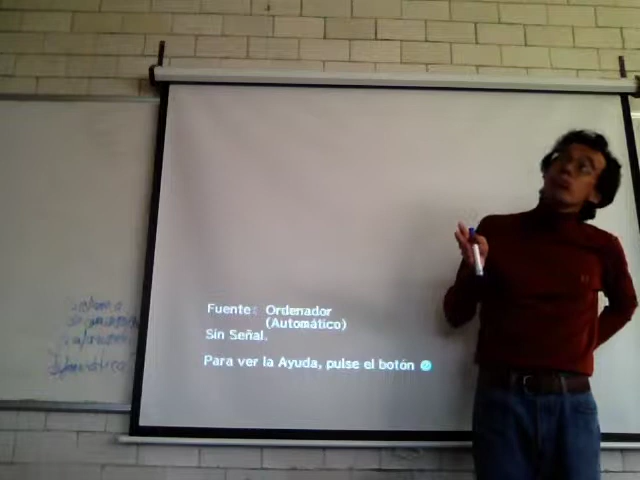 Fuente: Ordenador
(Automático)
Sin Señal.
Para ver la Ayuda, pulse el botón